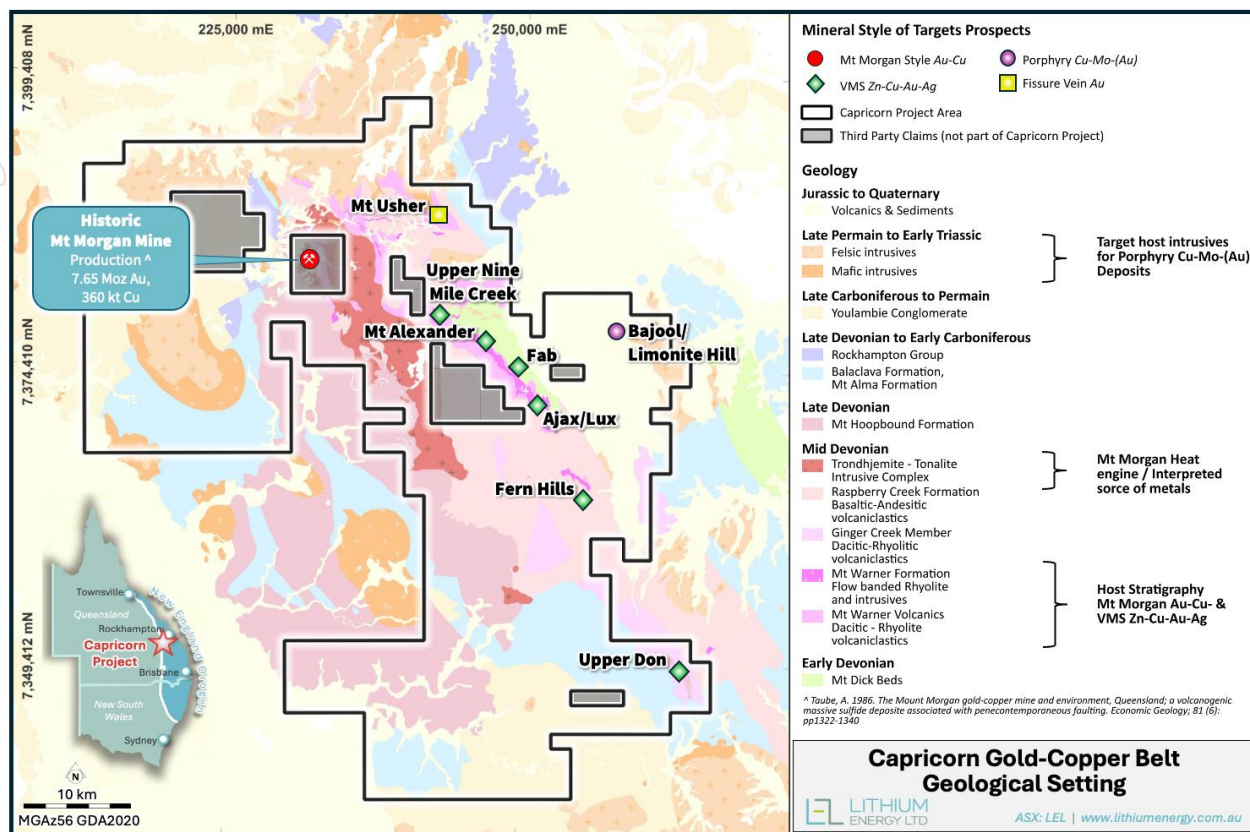 225,000 mE
250,000 mE
7,399,408 mN
7,374,410 mN
7,349,412 mN
Historic
Mt Morgan Mine
Production ^
7.65 Moz Au,
360 kt Cu
Mt Usher
Upper Nine
Mile Creek
Mt Alexander
Fab
Bajool/
Limonite Hill
Ajax/Lux
Fern Hills
Upper Don
Townsville
Queensland
Rockhampton
Capricorn
Project
Brisbane
New South
Wales
Sydney
New England Orogen
N
10 km
MGAz56 GDA2020
Mineral Style of Targets Prospects
Mt Morgan Style Au-Cu
Porphyry Cu-Mo-(Au)
VMS Zn-Cu-Au-Ag
Fissure Vein Au
Capricorn Project Area
Third Party Claims (not part of Capricorn Project)
Geology
Jurassic to Quaternary
Volcanics & Sediments
Late Permain to Early Triassic
Felsic intrusives
Mafic intrusives
Target host intrusives
for Porphyry Cu-Mo-(Au)
Deposits
Late Carboniferous to Permain
Youlambie Conglomerate
Late Devonian to Early Carboniferous
Rockhampton Group
Balaclava Formation,
Mt Alma Formation
Late Devonian
Mt Hoopbound Formation
Mid Devonian
Trondhjemite - Tonalite
Intrusive Complex
Mt Morgan Heat
engine / Interpreted
sorce of metals
Raspberry Creek Formation
Basaltic-Andesitic
volcaniclastics
Ginger Creek Member
Dacitic-Rhyolitic
volcaniclastics
Mt Warner Formation
Flow banded Rhyolite
and intrusives
Mt Warner Volcanics
Dacitic - Rhyolite
volcaniclastics
Host Stratigraphy
Mt Morgan Au-Cu- &
VMS Zn-Cu-Au-Ag
Early Devonian
Mt Dick Beds
^ Taube, A. 1986. The Mount Morgan gold-copper mine and environment, Queensland; a volcanogenic
massive sulfide deposit associated with penecontemporaneous faulting. Economic Geology; 81 (6):
pp1322-1340
Capricorn Gold-Copper Belt
Geological Setting
LEL LITHIUM
ENERGY LTD
ASX: LEL | www.lithiumenergy.com.au